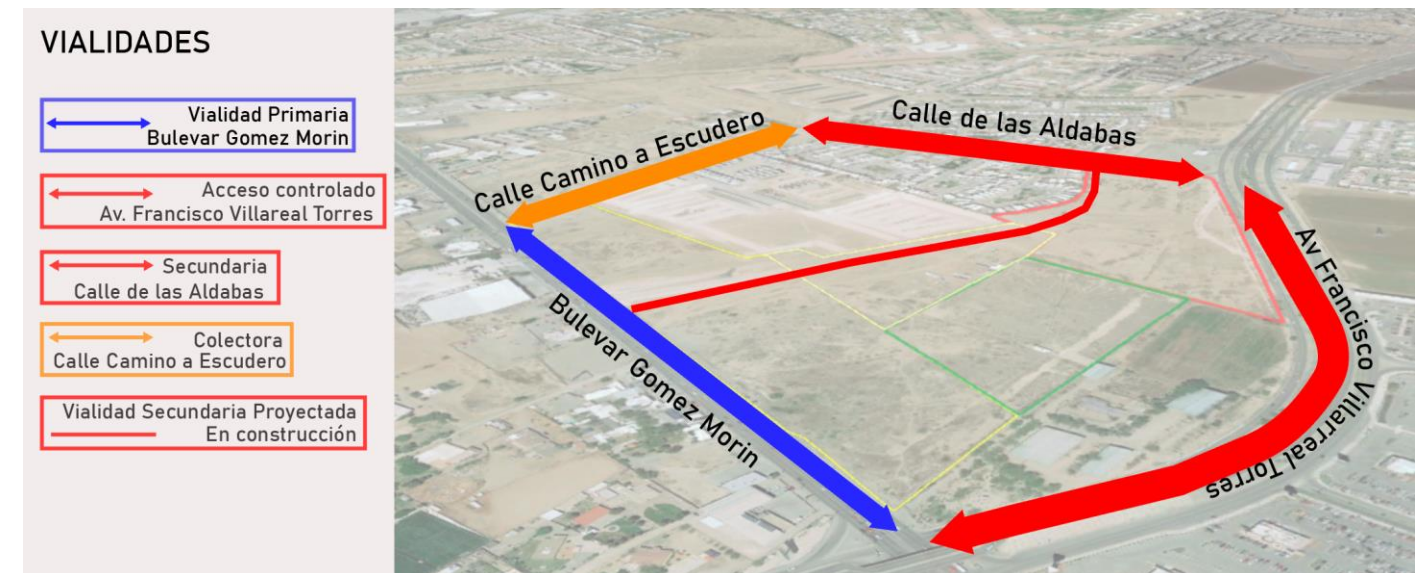 VIALIDADES
Vialidad Primaria
Bulevar Gomez Morin
Acceso controlado
Av. Francisco Villareal Torres
Secundaria
Calle de las Aldabas
Colectora
Calle Camino a Escudero
Vialidad Secundaria Proyectada
En construcción
Calle Camino a Escudero
Calle de las Aldabas
Bulevar Gomez Morin
Av Francisco Villarreal Torres